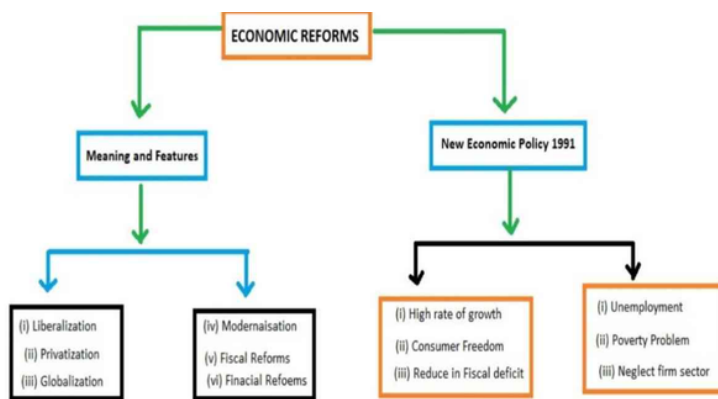 ECONOMIC REFORMS
Meaning and Features
New Economic Policy 1991
(i) Liberalization
(ii) Privatization
(iii) Globalization
(iv) Modernaisation
(v) Fiscal Reforms
(vi) Finacial Refoems
(i) High rate of growth
(ii) Consumer Freedom
(iii) Reduce in Fiscal deficit
(i) Unemployment
(ii) Poverty Problem
(iii) Neglect firm sector